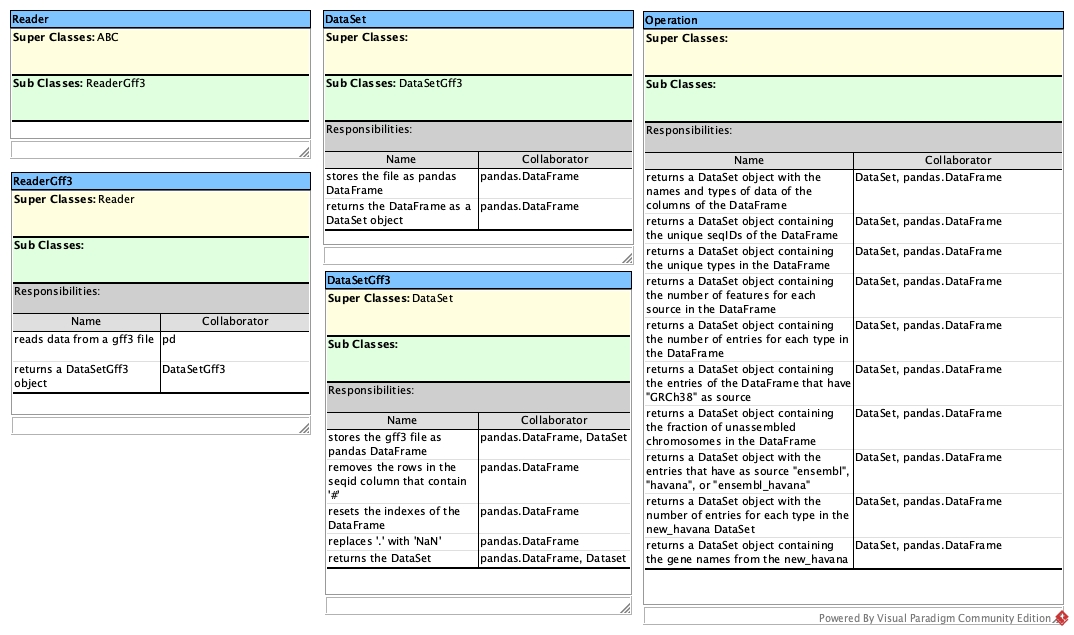 Reader
Super Classes: ABC
Sub Classes: ReaderGff3
ReaderGff3
Super Classes: Reader
Sub Classes:
Responsibilities:
Name
Collaborator
reads data from a gff3 file
pd
returns a DataSetGff3
object
DataSetGff3
DataSet
Super Classes:
Sub Classes: DataSetGff3
Responsibilities:
Name
Collaborator
stores the file as pandas
DataFrame
pandas.DataFrame
returns the DataFrame as a
DataSet object
pandas.DataFrame
DataSetGff3
Super Classes: DataSet
Sub Classes:
Responsibilities:
Name
Collaborator
stores the gff3 file as
pandas DataFrame
pandas.DataFrame, DataSet
removes the rows in the
seqid column that contain
'#'
pandas.DataFrame
resets the indexes of the
DataFrame
pandas.DataFrame
replaces '.' with 'NaN'
pandas.DataFrame
returns the DataSet
pandas.DataFrame, Dataset
Operation
Super Classes:
Sub Classes:
Responsibilities:
Name
Collaborator
returns a DataSet object with the
names and types of data of the
columns of the DataFrame
DataSet, pandas.DataFrame
returns a DataSet object containing
the unique seqIDs of the DataFrame
DataSet, pandas.DataFrame
returns a DataSet object containing
the unique types in the DataFrame
DataSet, pandas.DataFrame
returns a DataSet object containing
the number of features for each
source in the DataFrame
DataSet, pandas.DataFrame
returns a DataSet object containing
the number of entries for each type in
the DataFrame
DataSet, pandas.DataFrame
returns a DataSet object containing
the entries of the DataFrame that have
"GRCh38" as source
DataSet, pandas.DataFrame
returns a DataSet object containing
the fraction of unassembled
chromosomes in the DataFrame
DataSet, pandas.DataFrame
returns a DataSet object with the
entries that have as source "ensembl",
"havana", or "ensembl_havana"
DataSet, pandas.DataFrame
returns a DataSet object with the
number of entries for each type in the
new_havana DataSet
DataSet, pandas.DataFrame
returns a DataSet object containing
the gene names from the new_havana
DataSet, pandas.DataFrame
Powered By Visual Paradigm Community Edition